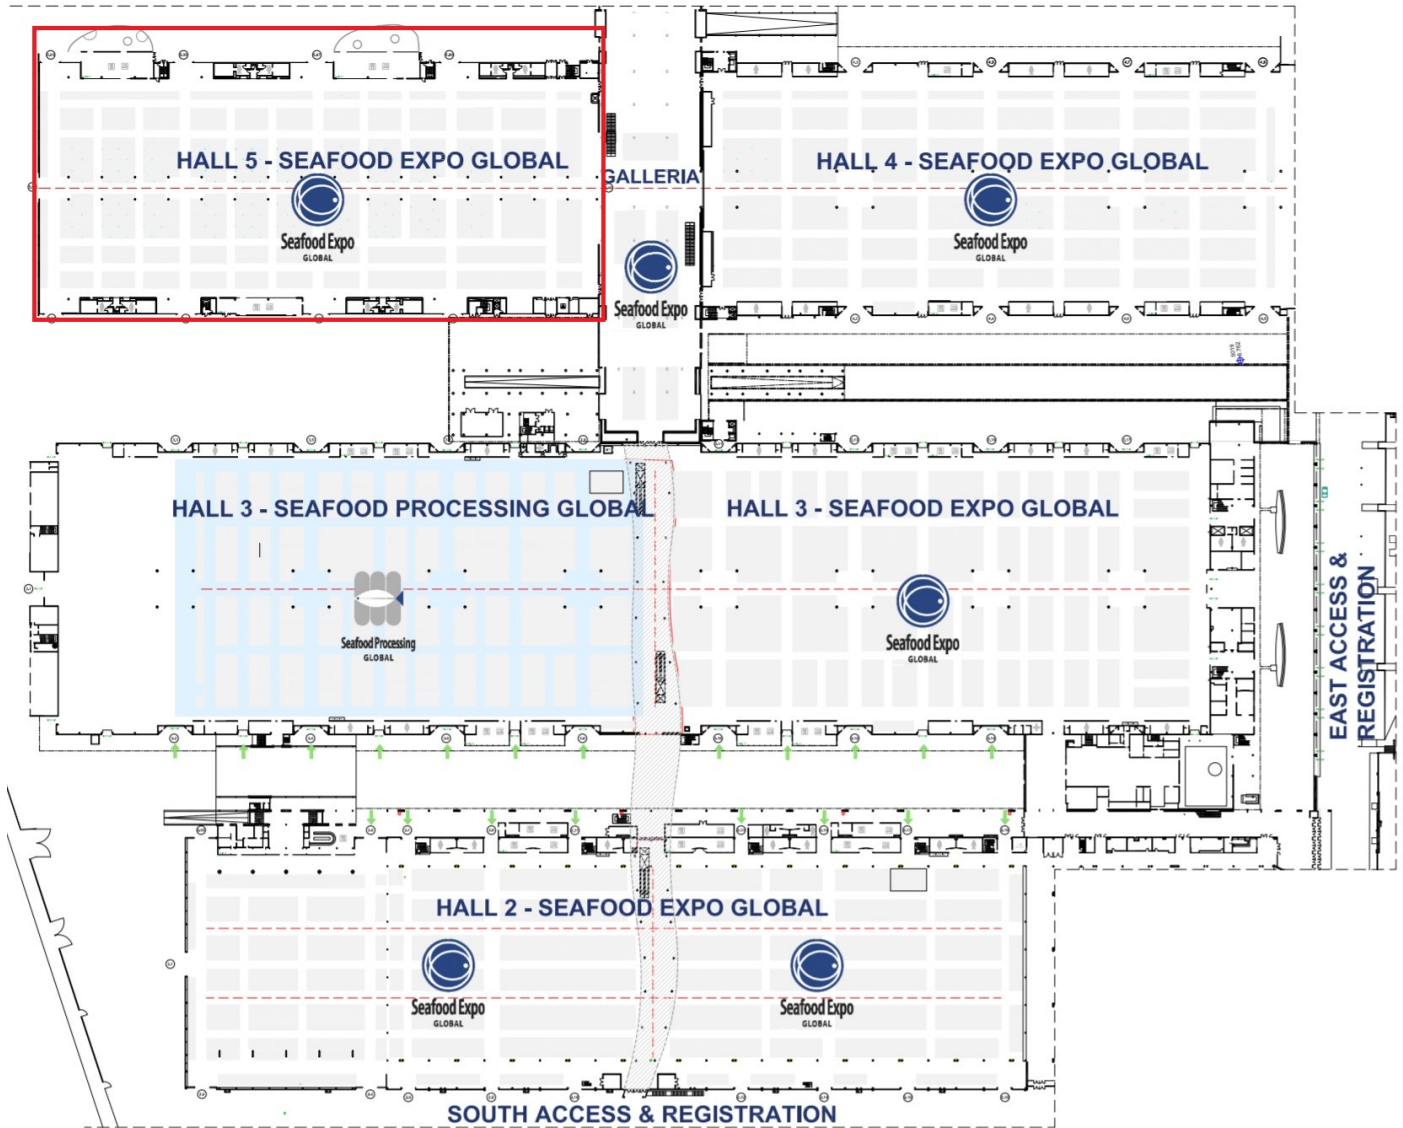 HALL 5 - SEAFOOD EXPO GLOBAL
Seafood Expo
GLOBAL
GALLERIA
Seafood Expo
GLOBAL
HALL 4 - SEAFOOD EXPO GLOBAL
Seafood Expo
GLOBAL
HALL 3 - SEAFOOD PROCESSING GLOBAL
Seafood Processing
GLOBAL
HALL 3 - SEAFOOD EXPO GLOBAL
Seafood Expo
GLOBAL
EAST ACCESS &
REGISTRATION
HALL 2 - SEAFOOD EXPO GLOBAL
Seafood Expo
GLOBAL
Seafood Expo
GLOBAL
SOUTH ACCESS & REGISTRATION